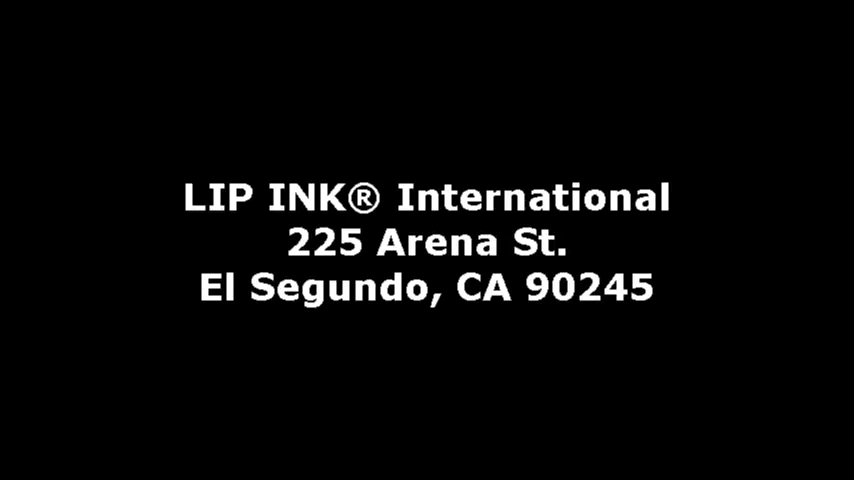 LIP INK® International
225 Arena St.
El Segundo, CA 90245